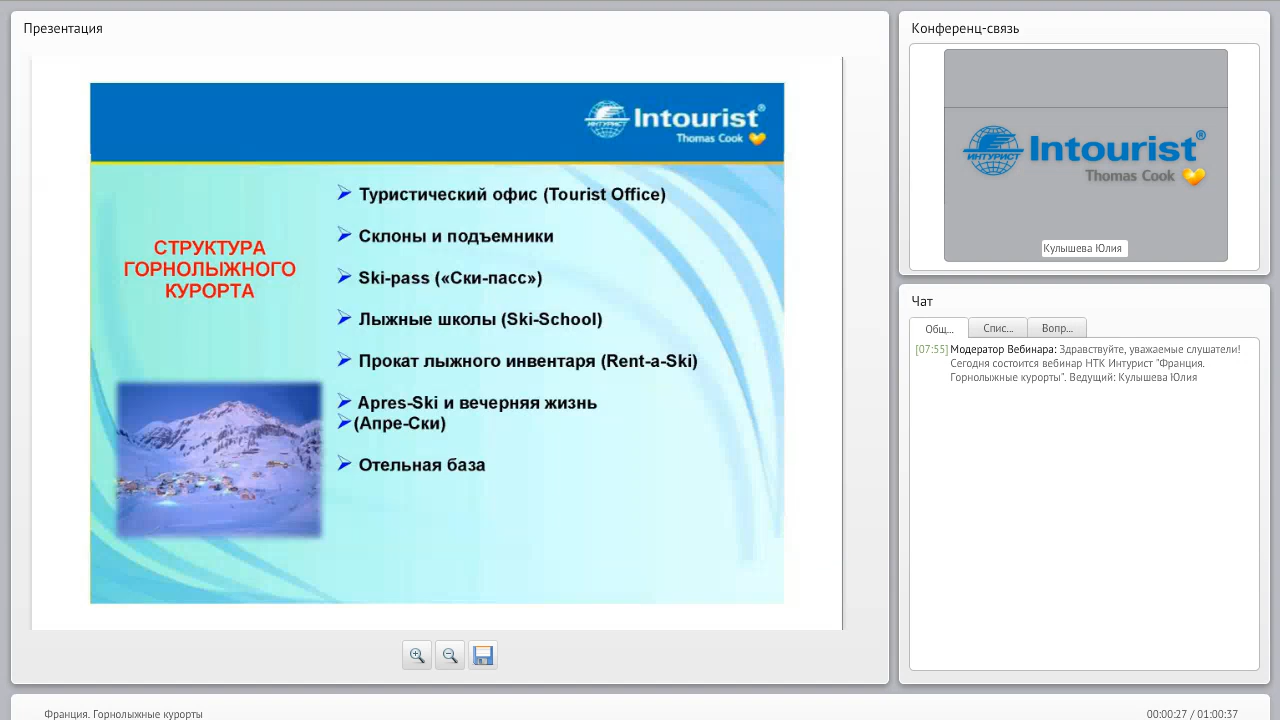 Презентация
Intourist®
ИНТУРИСТ
Thomas Cook
СТРУКТУРА
ГОРНОЛЫЖНОГО
КУРОРТА
Туристический офис (Tourist Office)
Склоны и подъемники
Ski-pass («Ски-пасс»)
Лыжные школы (Ski-School)
Прокат лыжного инвентаря (Rent-a-Ski)
Apres-Ski и вечерняя жизнь
(Апре-Ски)
Отельная база
Конференц-связь
Intourist®
ИНТУРИСТ
Thomas Cook
Кулышева Юлия
Чат
Общ... Спис... Вопр...
[07:55] Модератор Вебинара: Здравствуйте, уважаемые слушатели!
Сегодня состоится вебинар НТК Интурист "Франция.
Горнолыжные курорты". Ведущий: Кулышева Юлия
Франция. Горнолыжные курорты
00:00:27 / 01:00:37